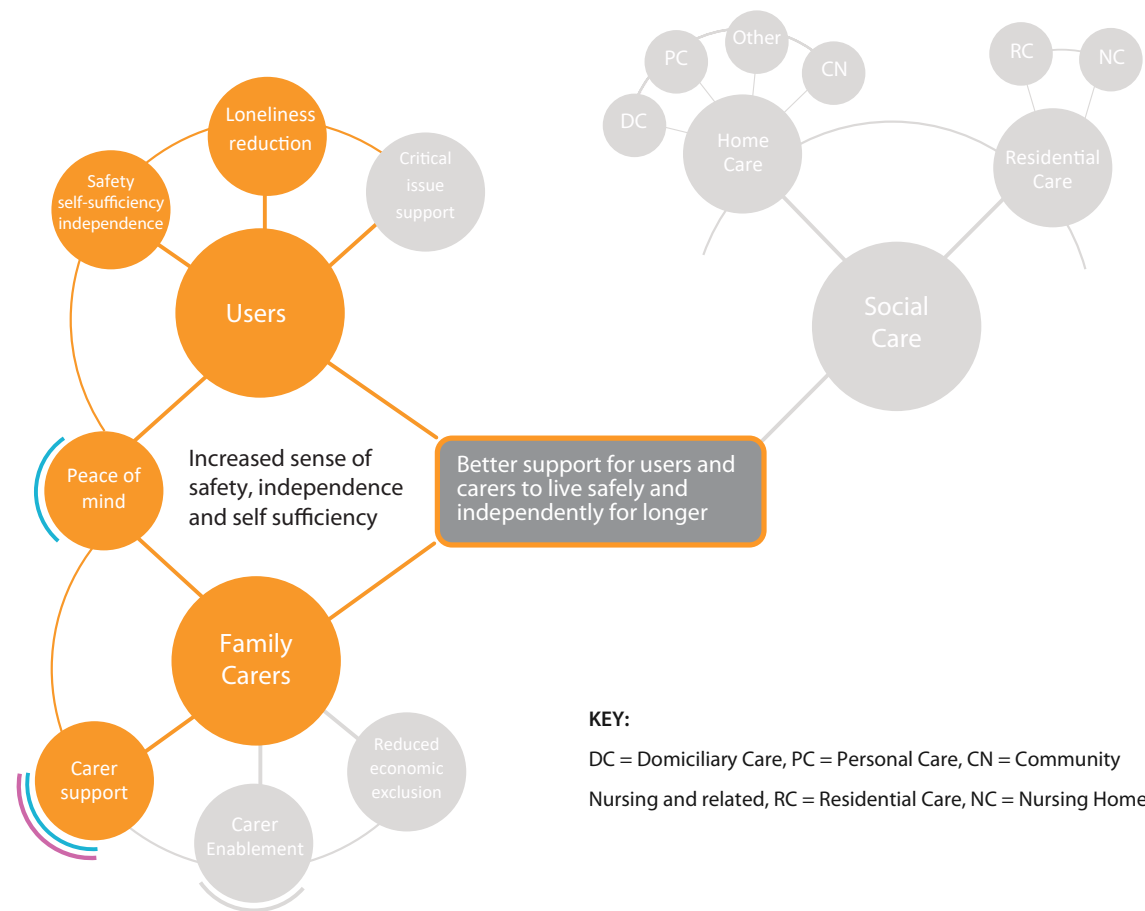 Loneliness
reduction
Safety
self-sufficiency
independence
Critical
issue
support
Users
Peace of
mind
Increased sense of
safety, independence
and self sufficiency
Better support for users and
carers to live safely and
independently for longer
Family
Carers
Carer
support
Carer
Enablement
Reduced
economic
exclusion
DC
PC
Other
CN
Home
Care
RC
NC
Residential
Care
Social
Care
KEY:
DC = Domiciliary Care, PC = Personal Care, CN = Community
Nursing and related, RC = Residential Care, NC = Nursing Home